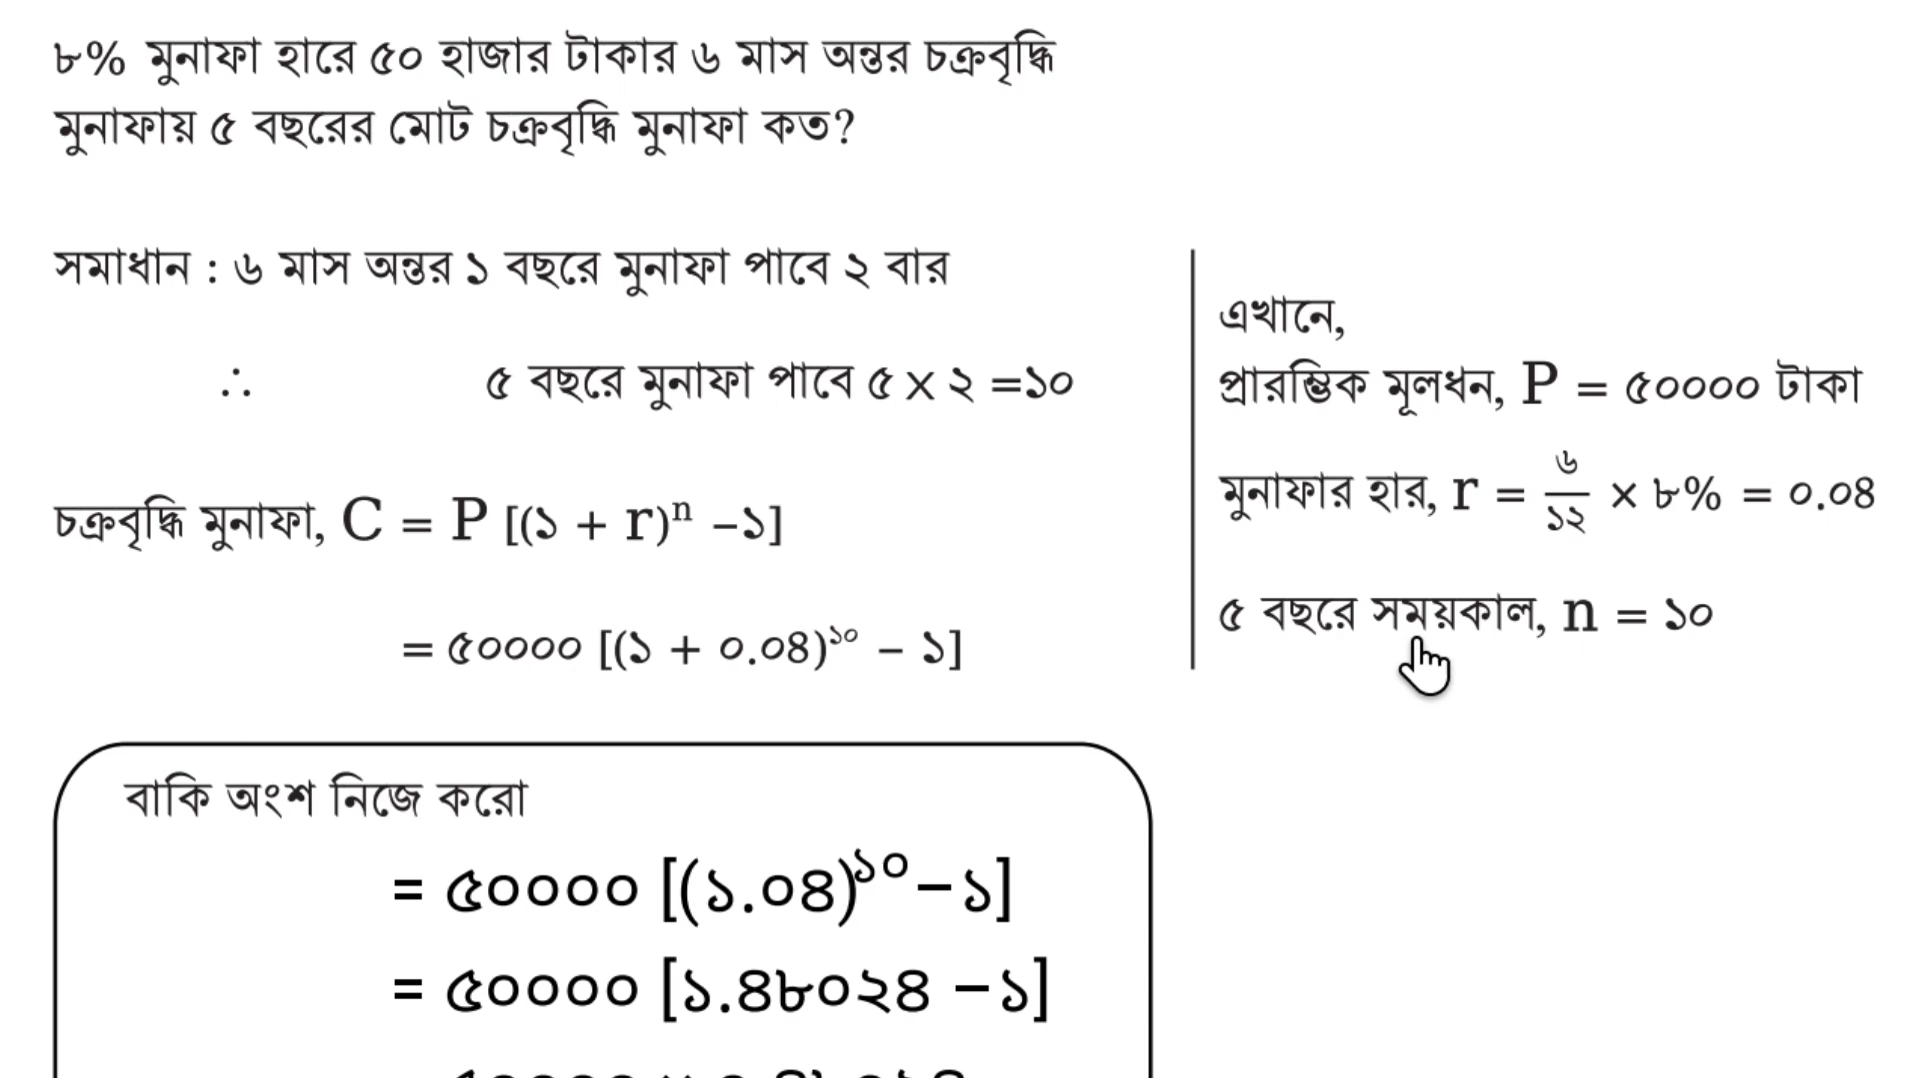 ৮% মুনাফা হারে ৫০ হাজার টাকার ৬ মাস অন্তর চক্রবৃদ্ধি
মুনাফায় ৫ বছরের মোট চক্রবৃদ্ধি মুনাফা কত?
সমাধান : ৬ মাস অন্তর ১ বছরে মুনাফা পাবে ২ বার
∴ ৫ বছরে মুনাফা পাবে ৫ x ২ =১০
চক্রবৃদ্ধি মুনাফা, C = P [(১ + r)ⁿ –১]
= ৫০০০০ [(১ + ০.০৪)^১০ – ১]
এখানে,
প্রারম্ভিক মূলধন, P = ৫০০০০ টাকা
মুনাফার হার, r = ৬/১২ × ৮% = ০.০৪
৫ বছরে সময়কাল, n = ১০
বাকি অংশ নিজে করো
= ৫০০০০ [(১.০৪)^১০ –১]
= ৫০০০০ [১.৪৮০২৪ –১]